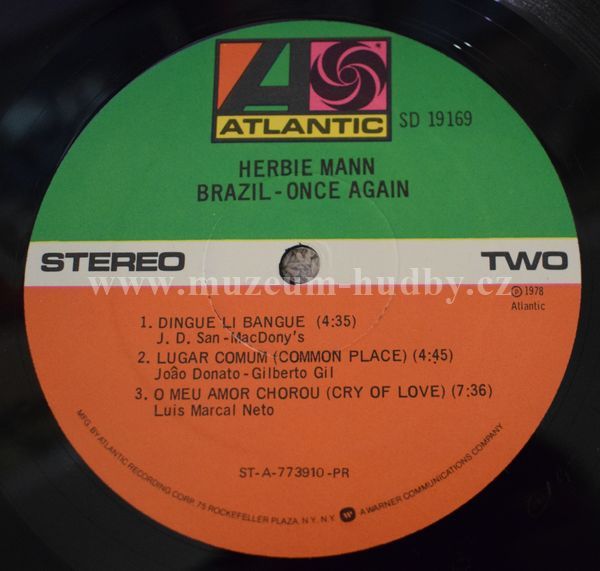 ATLANTIC
SD 19169
HERBIE MANN
BRAZIL - ONCE AGAIN
STEREO
TWO
www.muzeum-hudby.cz
℗ 1978
Atlantic
1. DINGUE LI BANGUE (4:35)
J. D. San - MacDony's
2. LUGAR COMUM (COMMON PLACE) (4:45)
João Donato - Gilberto Gil
3. O MEU AMOR CHOROU (CRY OF LOVE) (7:36)
Luis Marcal Neto
ST-A-773910-PR
MFG. BY ATLANTIC RECORDING CORP. 75 ROCKEFELLER PLAZA, N.Y., N.Y. A WARNER COMMUNICATIONS COMPANY